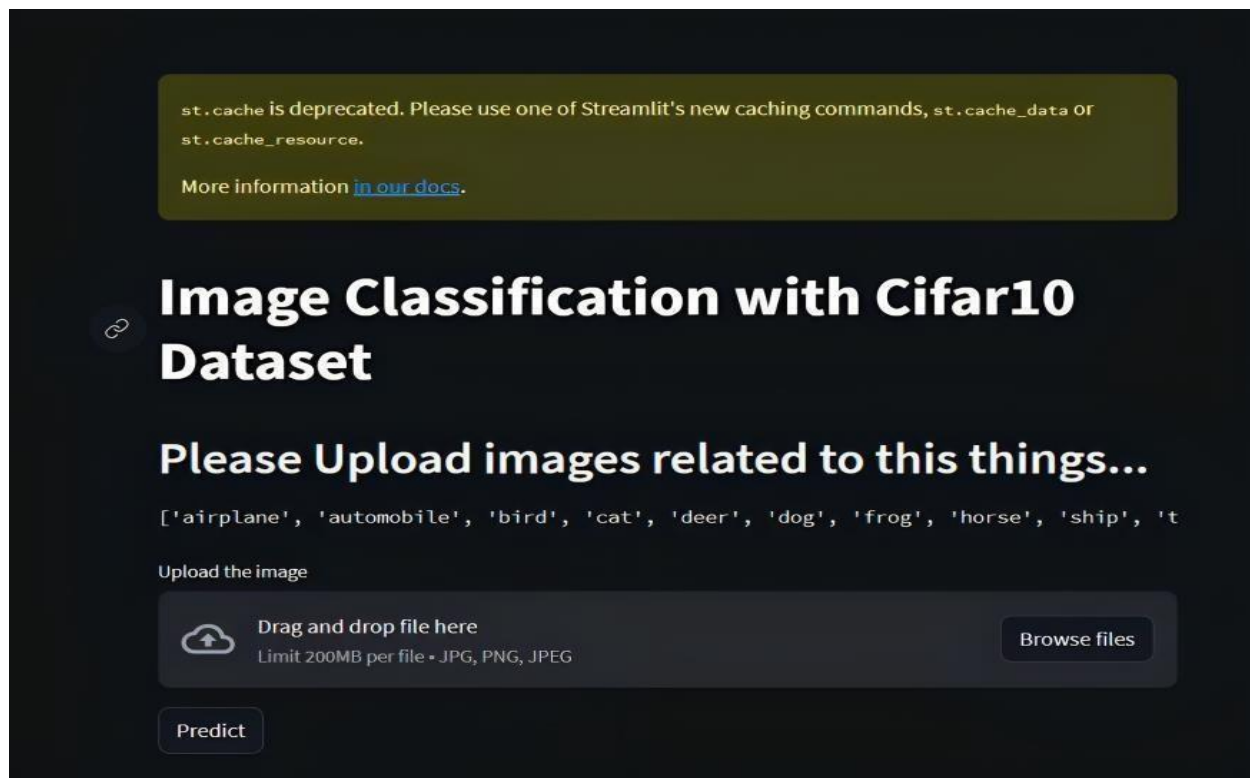 st.cache is deprecated. Please use one of Streamlit's new caching commands, st.cache_data or
st.cache_resource.
More information in our docs.
Image Classification with Cifar10
Dataset
Please Upload images related to this things...
['airplane', 'automobile', 'bird', 'cat', 'deer', 'dog', 'frog', 'horse', 'ship', 't
Upload the image
Drag and drop file here
Limit 200MB per file • JPG, PNG, JPEG
Browse files
Predict